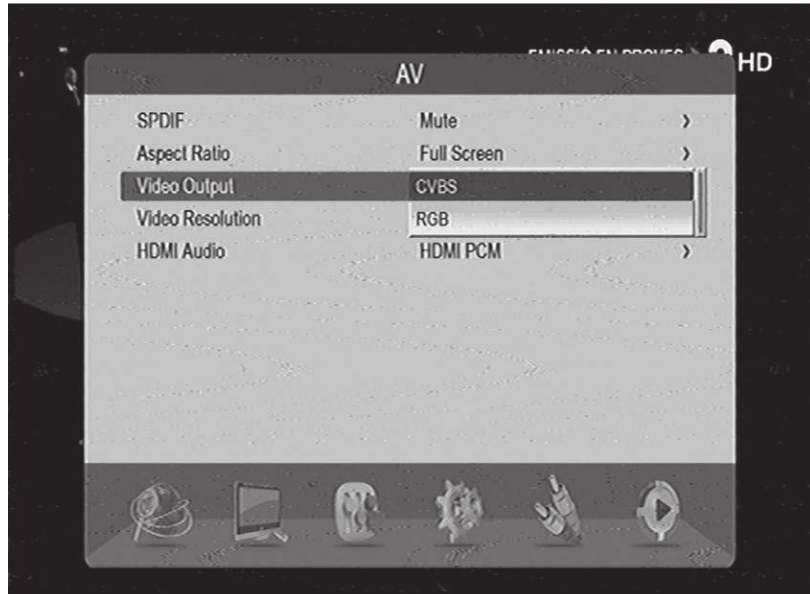 HD
AV
SPDIF Mute
Aspect Ratio Full Screen
Video Output CVBS
Video Resolution RGB
HDMI Audio HDMI PCM